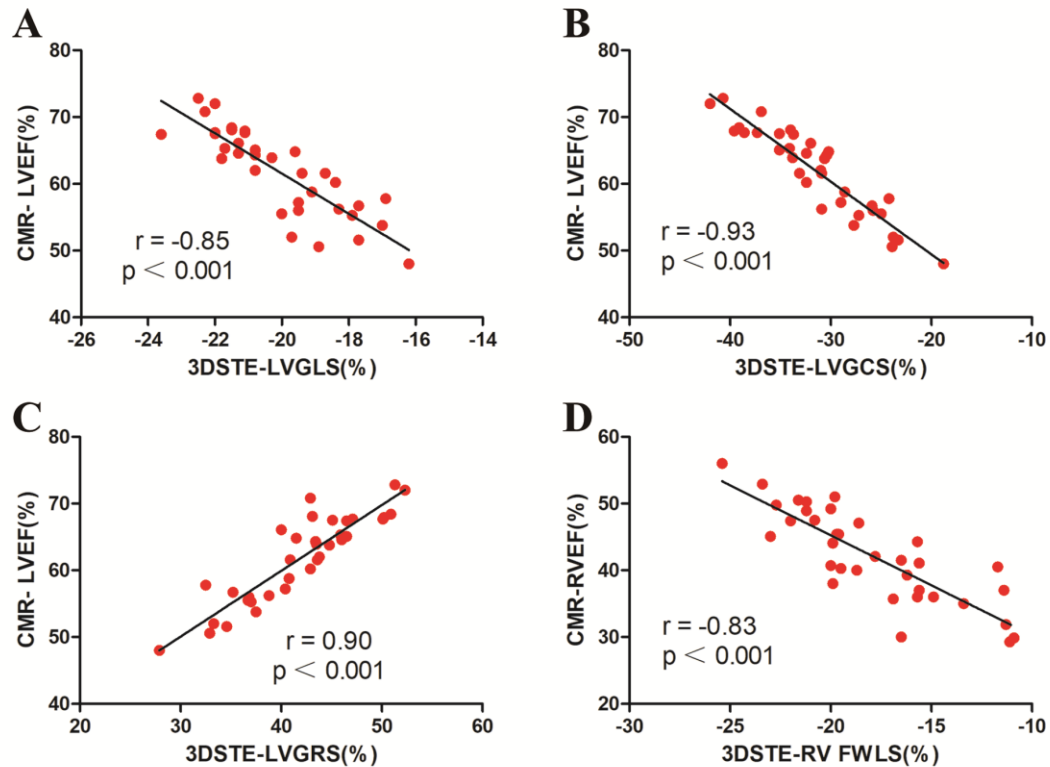 A
CMR- LVEF(%)
80
70
60
50
40
r = -0.85
p < 0.001
-26 -24 -22 -20 -18 -16 -14
3DSTE-LVGLS(%)
B
CMR- LVEF(%)
80
70
60
50
40
r = -0.93
p < 0.001
-50 -40 -30 -20 -10
3DSTE-LVGCS(%)
C
CMR- LVEF(%)
80
70
60
50
40
r = 0.90
p < 0.001
20 30 40 50 60
3DSTE-LVGRS(%)
D
CMR-RVEF(%)
60
50
40
30
20
r = -0.83
p < 0.001
-30 -25 -20 -15 -10
3DSTE-RV FWLS(%)